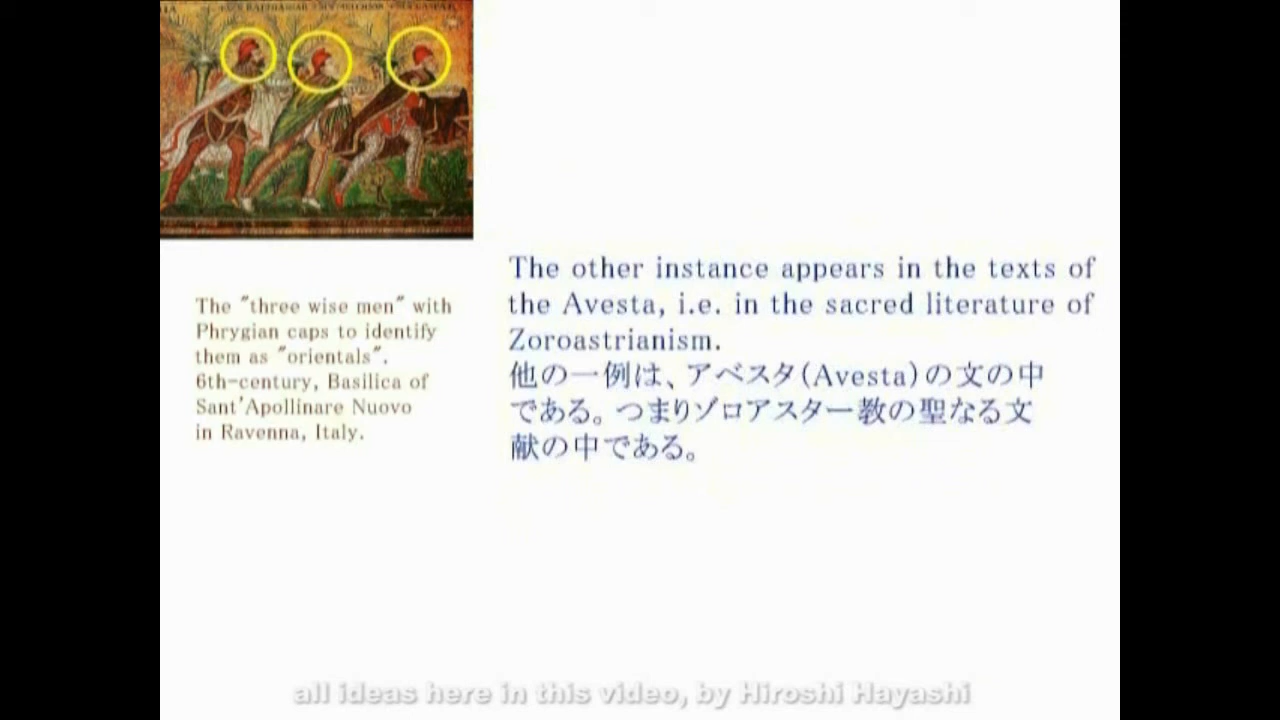 The "three wise men" with
Phrygian caps to identify
them as "orientals".
6th-century, Basilica of
Sant'Apollinare Nuovo
in Ravenna, Italy.
The other instance appears in the texts of
the Avesta, i.e. in the sacred literature of
Zoroastrianism.
他の一例は、アベスタ(Avesta)の文の中
である。つまりゾロアスター教の聖なる文
献の中である。
all ideas here in this video, by Hiroshi Hayashi